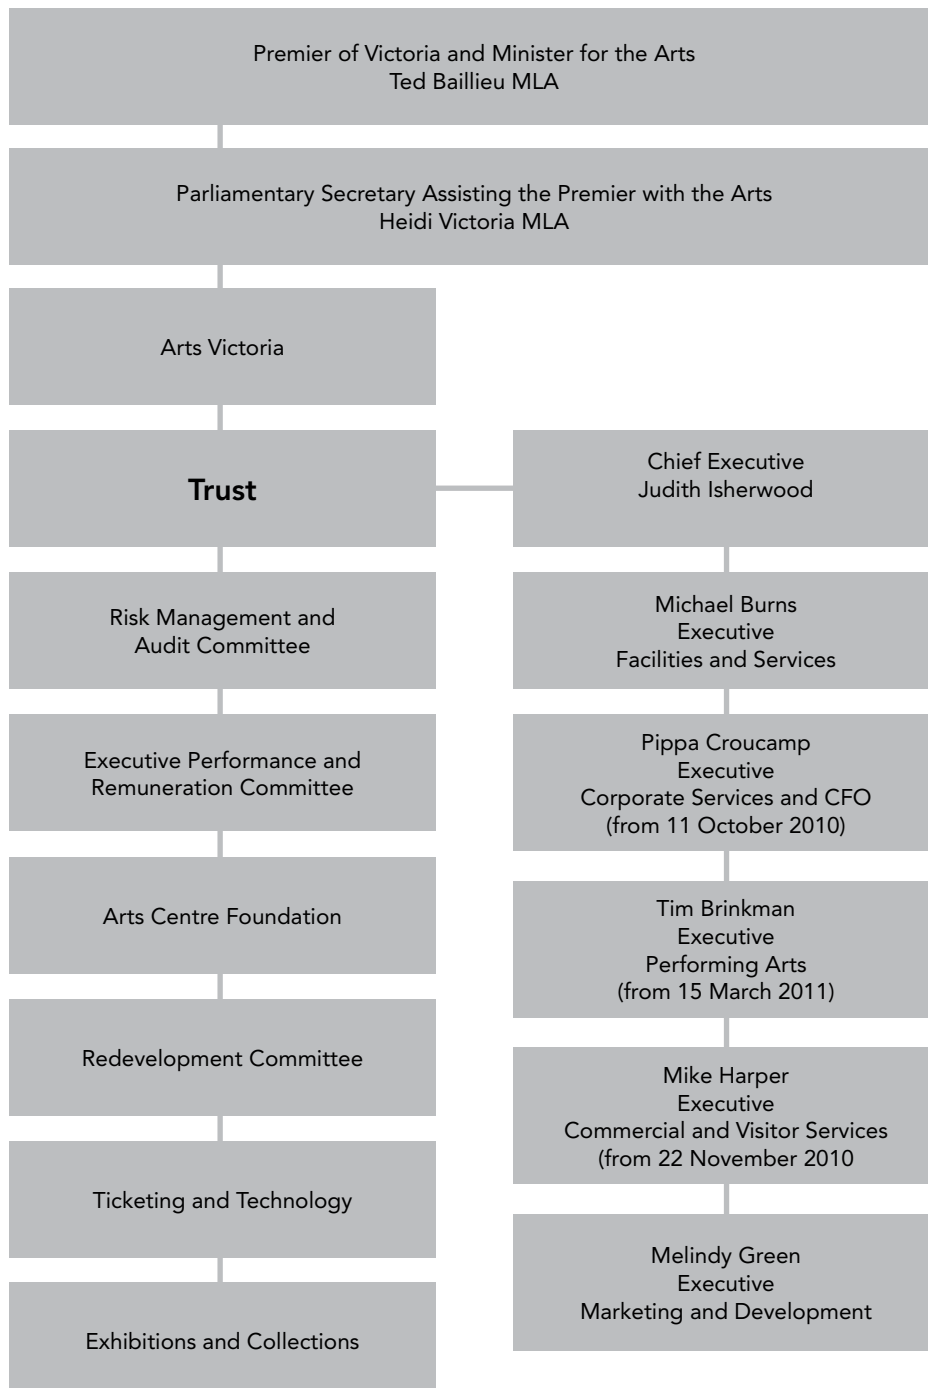 Premier of Victoria and Minister for the Arts
Ted Baillieu MLA
Parliamentary Secretary Assisting the Premier with the Arts
Heidi Victoria MLA
Arts Victoria
Trust
Chief Executive
Judith Isherwood
Risk Management and
Audit Committee
Executive Performance and
Remuneration Committee
Arts Centre Foundation
Redevelopment Committee
Ticketing and Technology
Exhibitions and Collections
Michael Burns
Executive
Facilities and Services
Pippa Croucamp
Executive
Corporate Services and CFO
(from 11 October 2010)
Tim Brinkman
Executive
Performing Arts
(from 15 March 2011)
Mike Harper
Executive
Commercial and Visitor Services
(from 22 November 2010
Melindy Green
Executive
Marketing and Development